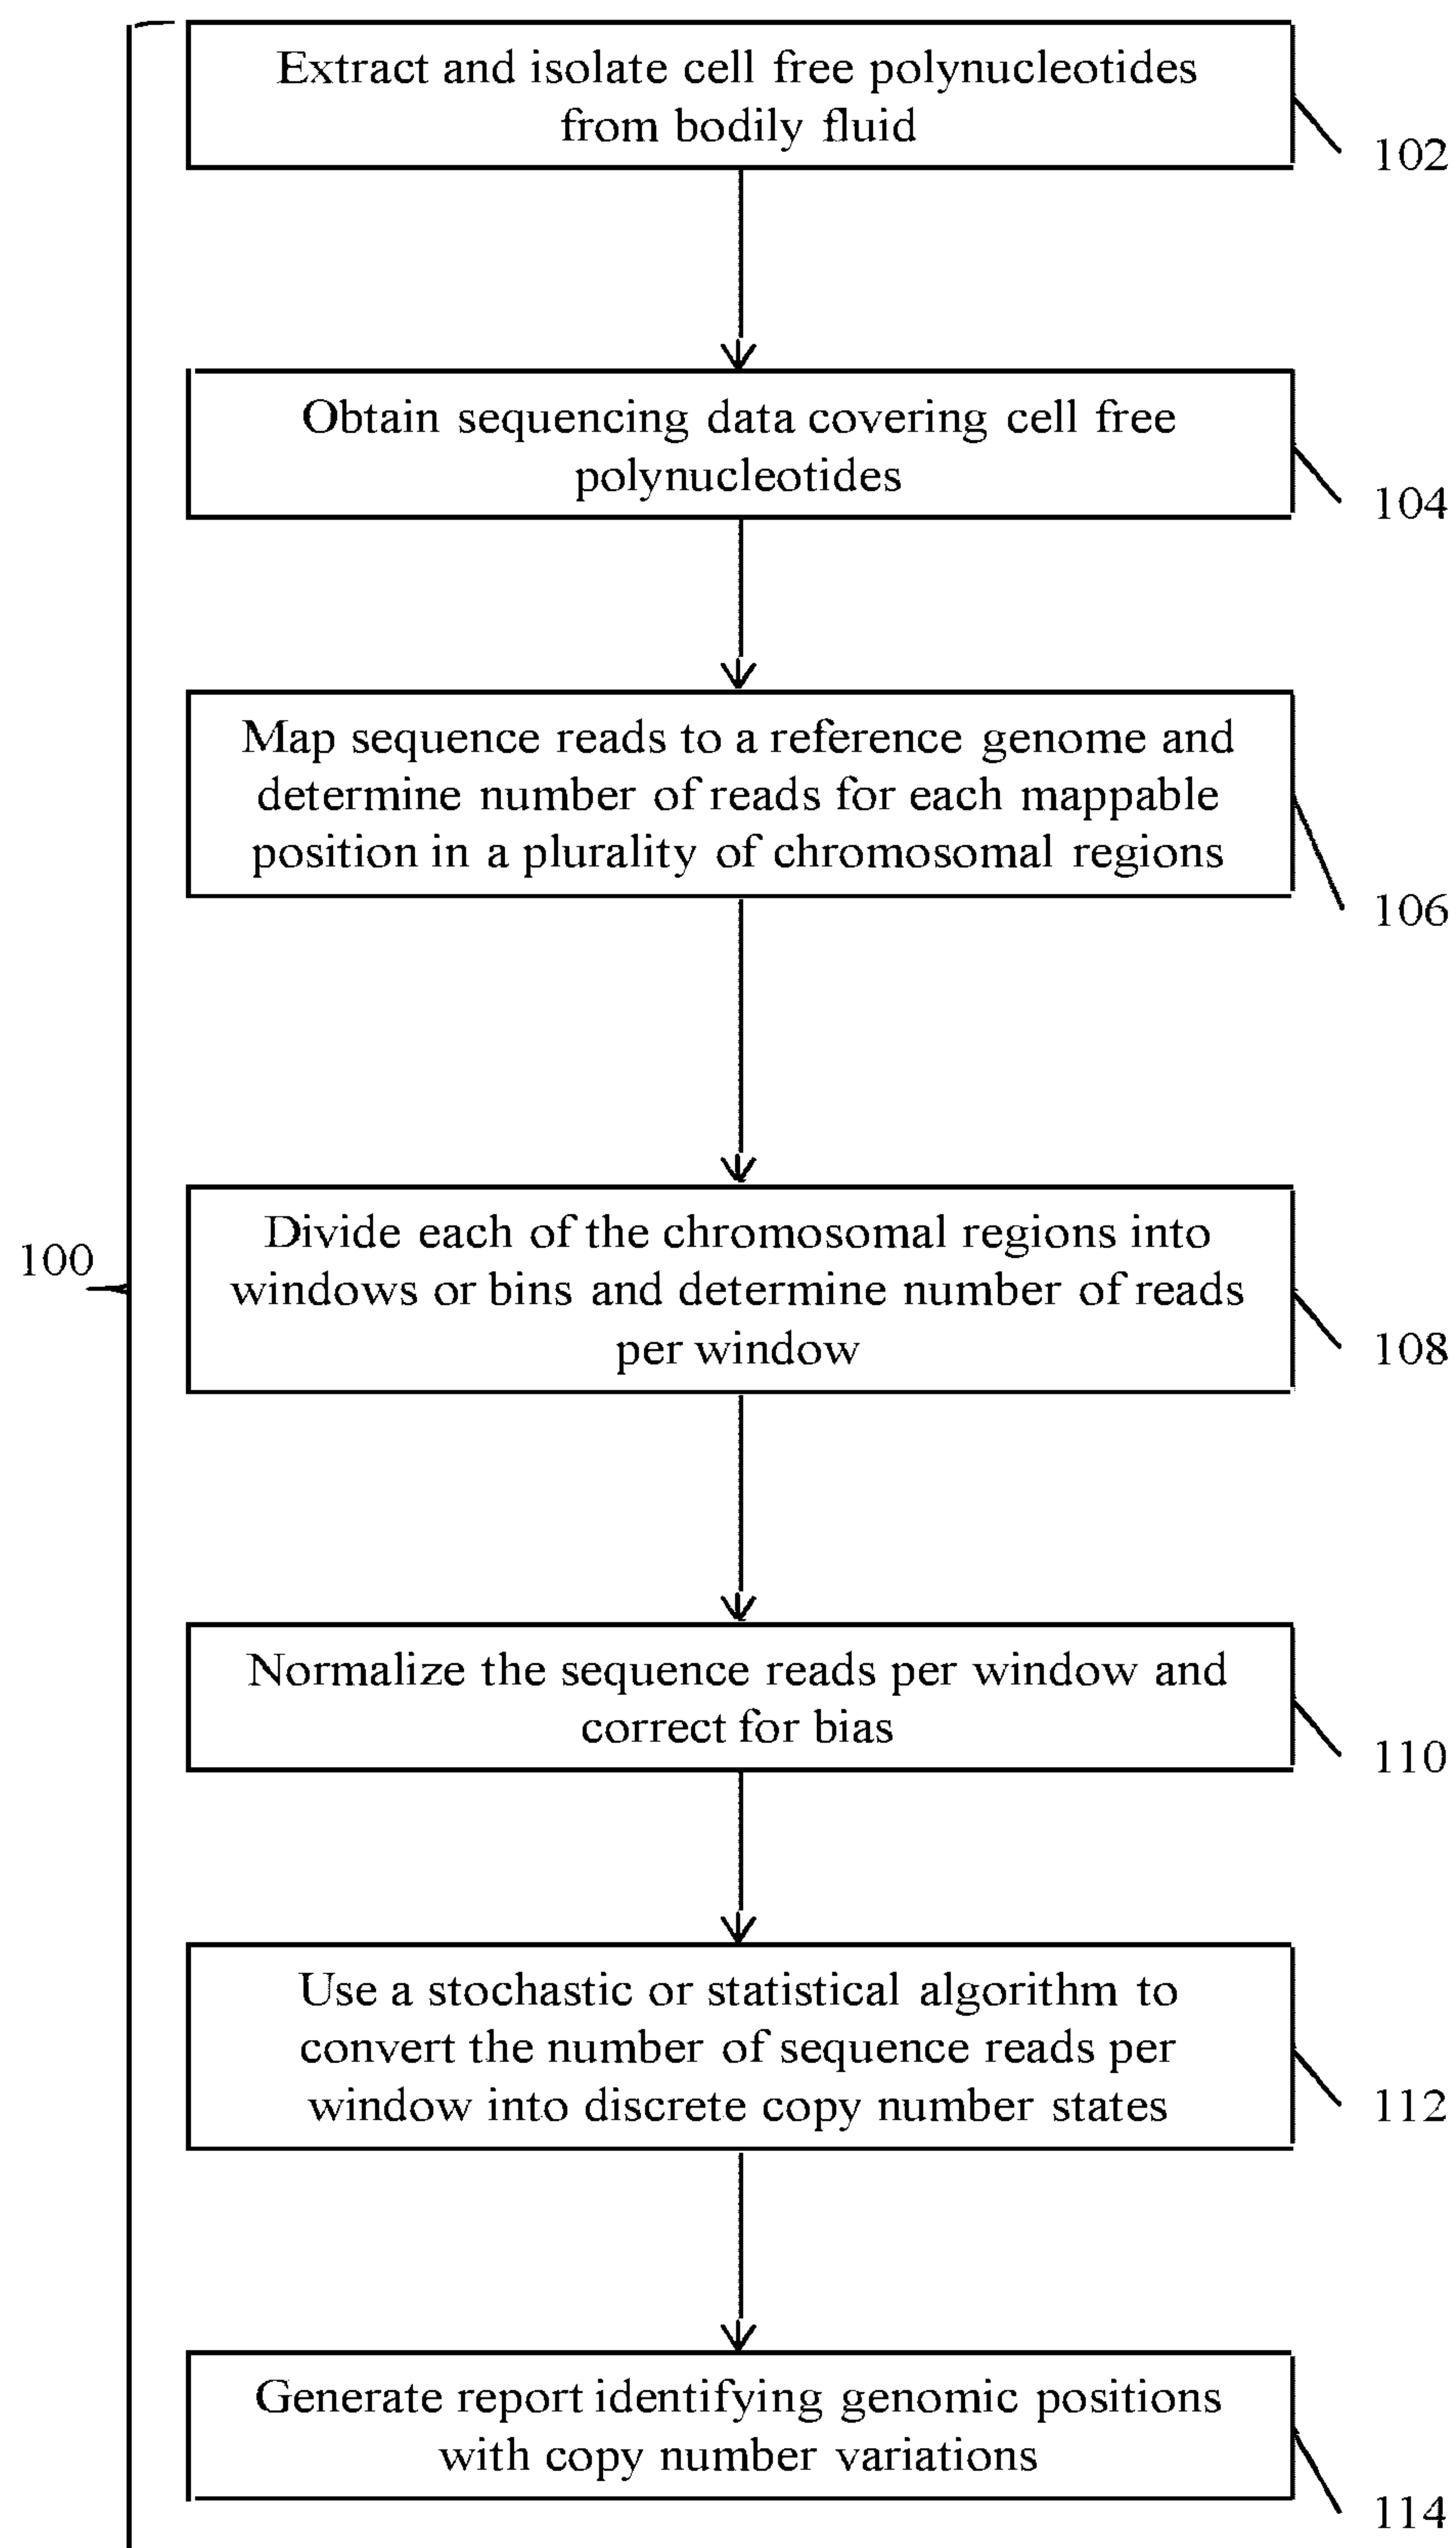 Extract and isolate cell free polynucleotides
from bodily fluid
102
Obtain sequencing data covering cell free
polynucleotides
104
Map sequence reads to a reference genome and
determine number of reads for each mappable
position in a plurality of chromosomal regions
106
100
Divide each of the chromosomal regions into
windows or bins and determine number of reads
per window
108
Normalize the sequence reads per window and
correct for bias
110
Use a stochastic or statistical algorithm to
convert the number of sequence reads per
window into discrete copy number states
112
Generate report identifying genomic positions
with copy number variations
114